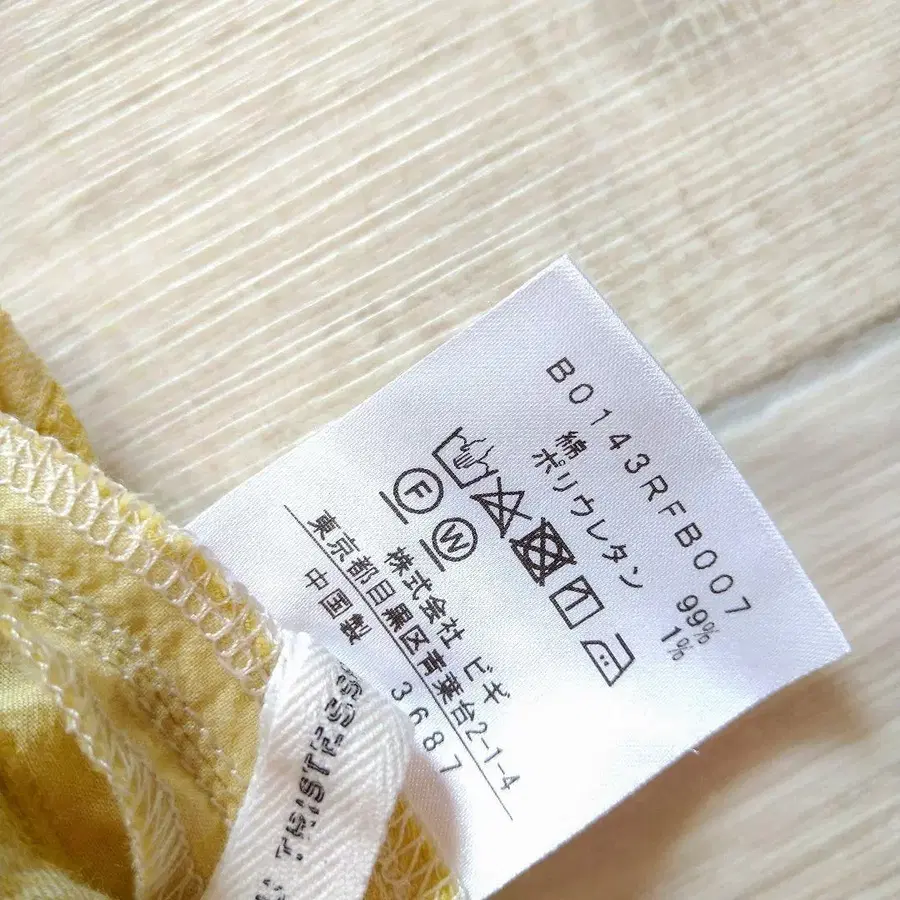 B0143RFB007
綿 99%
ポリウレタン 1%
F
W
株式会社 ビギ
東京都目黒区青葉台2-1-4
中国製 3687
TRISTESSE